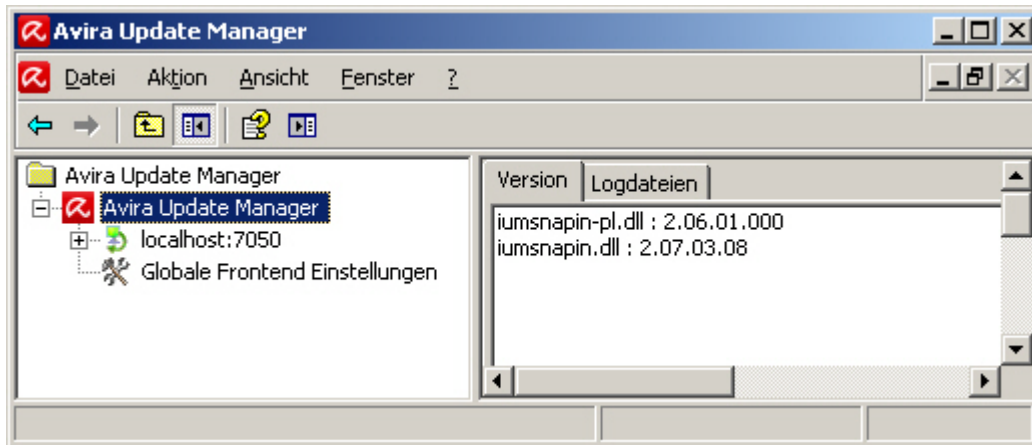 Avira Update Manager
Datei Aktion Ansicht Fenster ?
Avira Update Manager
Avira Update Manager
localhost:7050
Globale Frontend Einstellungen
Version Logdateien
iumsnapin-pl.dll : 2.06.01.000
iumsnapin.dll : 2.07.03.08